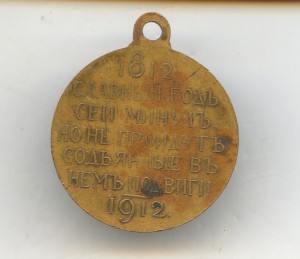 1812
СЛАВНЫЙ ГОДЪ
СЕЙ МИНУЛЪ
НО НЕ ПРОЙДУТЪ
СОДѢЯННЫЕ ВЪ
НЕМЪ ПОДВИГИ
1912.